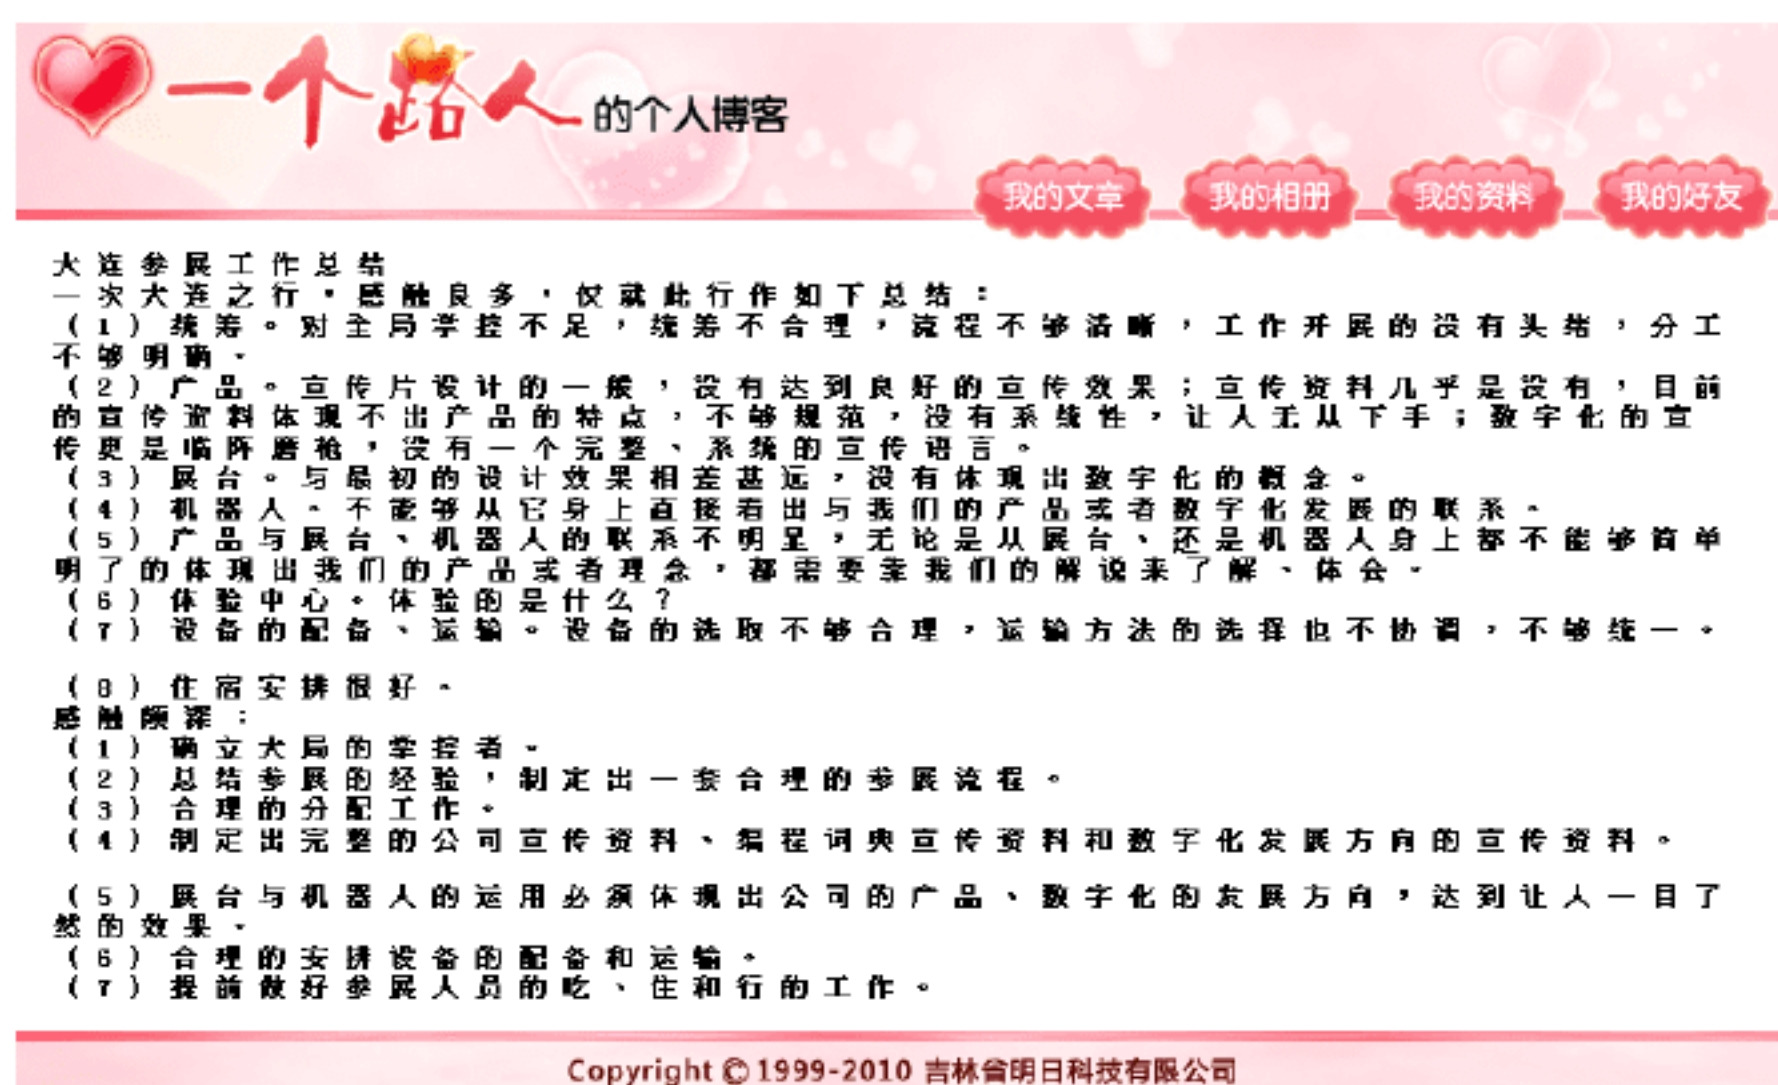 一个路人的个人博客
我的文章 我的相册 我的资料 我的好友
大连参展工作总结
一次大连之行，感触良多，仅就此行作如下总结：
（1）统筹。对全局掌控不足，统筹不合理，流程不够清晰，工作开展的没有头绪，分工
不够明确。
（2）产品。宣传片设计的一般，没有达到良好的宣传效果；宣传资料几乎是没有，目前
的宣传资料体现不出产品的特点，不够规范，没有系统性，让人无从下手；数字化的宣
传更是临阵磨枪，没有一个完整、系统的宣传语言。
（3）展台。与最初的设计效果相差甚远，没有体现出数字化的概念。
（4）机器人。不能够从它身上直接看出与我们的产品或者数字化发展的联系。
（5）产品与展台、机器人的联系不明显，无论是从展台、还是机器人身上都不能够简单
明了的体现出我们的产品或者理念，都需要靠我们的解说来了解、体会。
（6）体验中心。体验的是什么？
（7）设备的配备、运输。设备的选取不够合理，运输方法的选择也不协调，不够统一。
（8）住宿安排很好。
感触颇深：
（1）确立大局的掌控者。
（2）总结参展的经验，制定出一套合理的参展流程。
（3）合理的分配工作。
（4）制定出完整的公司宣传资料、编程词典宣传资料和数字化发展方向的宣传资料。
（5）展台与机器人的运用必须体现出公司的产品、数字化的发展方向，达到让人一目了
然的效果。
（6）合理的安排设备的配备和运输。
（7）提前做好参展人员的吃、住和行的工作。
Copyright © 1999-2010 吉林省明日科技有限公司